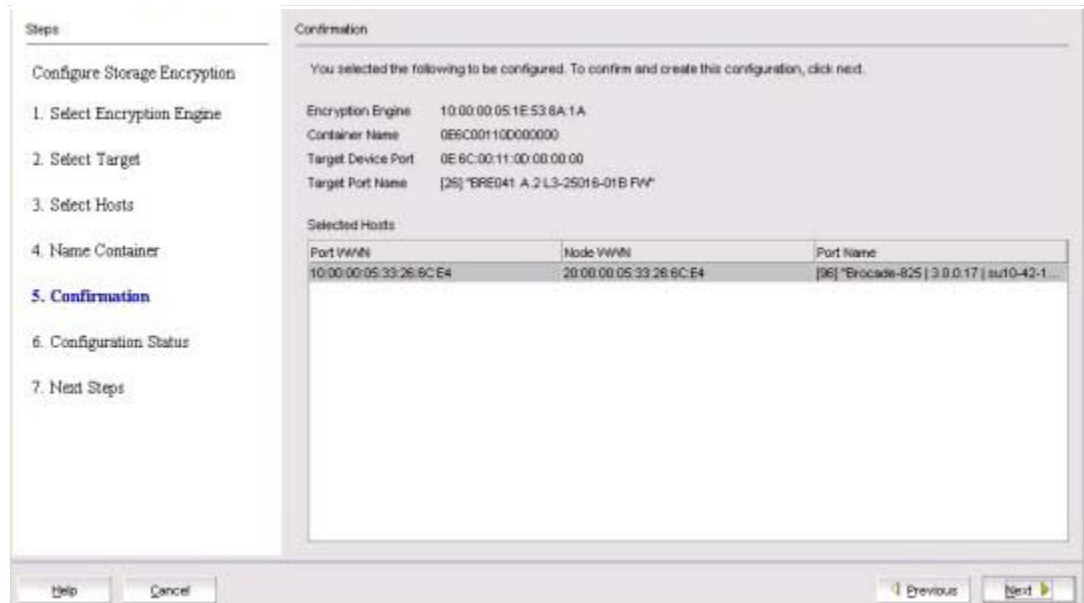 Steps
Configure Storage Encryption
1. Select Encryption Engine
2. Select Target
3. Select Hosts
4. Name Container
5. Confirmation
6. Configuration Status
7. Next Steps
Confirmation
You selected the following to be configured. To confirm and create this configuration, click next.
Encryption Engine 10:00:00:05:1E:53:8A:1A
Container Name 0E6C00110D000000
Target Device Port 0E:6C:00:11:0D:00:00:00
Target Port Name [26] "BRE041 A.2 L3-25016-01B FW"
Selected Hosts
Port WWN Node WWN Port Name
10:00:00:05:33:26:6C:E4 20:00:00:05:33:26:6C:E4 [96] "Brocade-825 | 3.0.0.17 | su10-42-1...
Help Cancel Previous Next